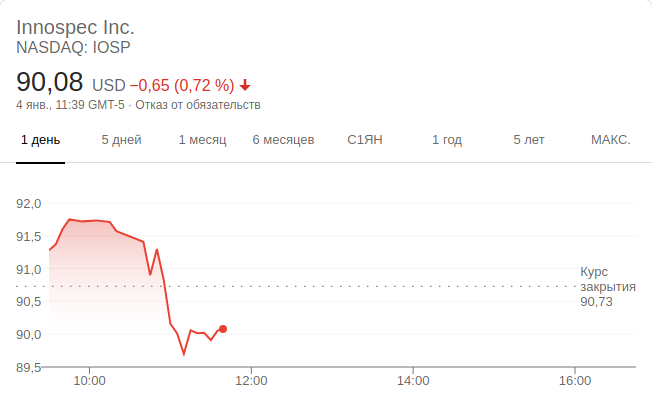 Innospec Inc.
NASDAQ: IOSP
90,08 USD −0,65 (0,72 %)
4 янв., 11:39 GMT-5 · Отказ от обязательств
1 день 5 дней 1 месяц 6 месяцев С1ЯН 1 год 5 лет МАКС.
92,0
91,5
91,0
90,5
90,0
89,5
Курс
закрытия
90,73
10:00 12:00 14:00 16:00